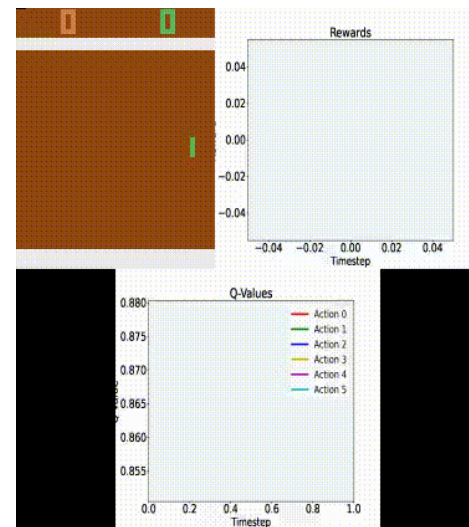 0 0
Rewards
0.04
0.02
0.00
−0.02
−0.04
−0.04 −0.02 0.00 0.02 0.04
Timestep
Q-Values
0.880
0.875
0.870
0.865
0.860
0.855
Action 0
Action 1
Action 2
Action 3
Action 4
Action 5
0.0 0.2 0.4 0.6 0.8 1.0
Timestep